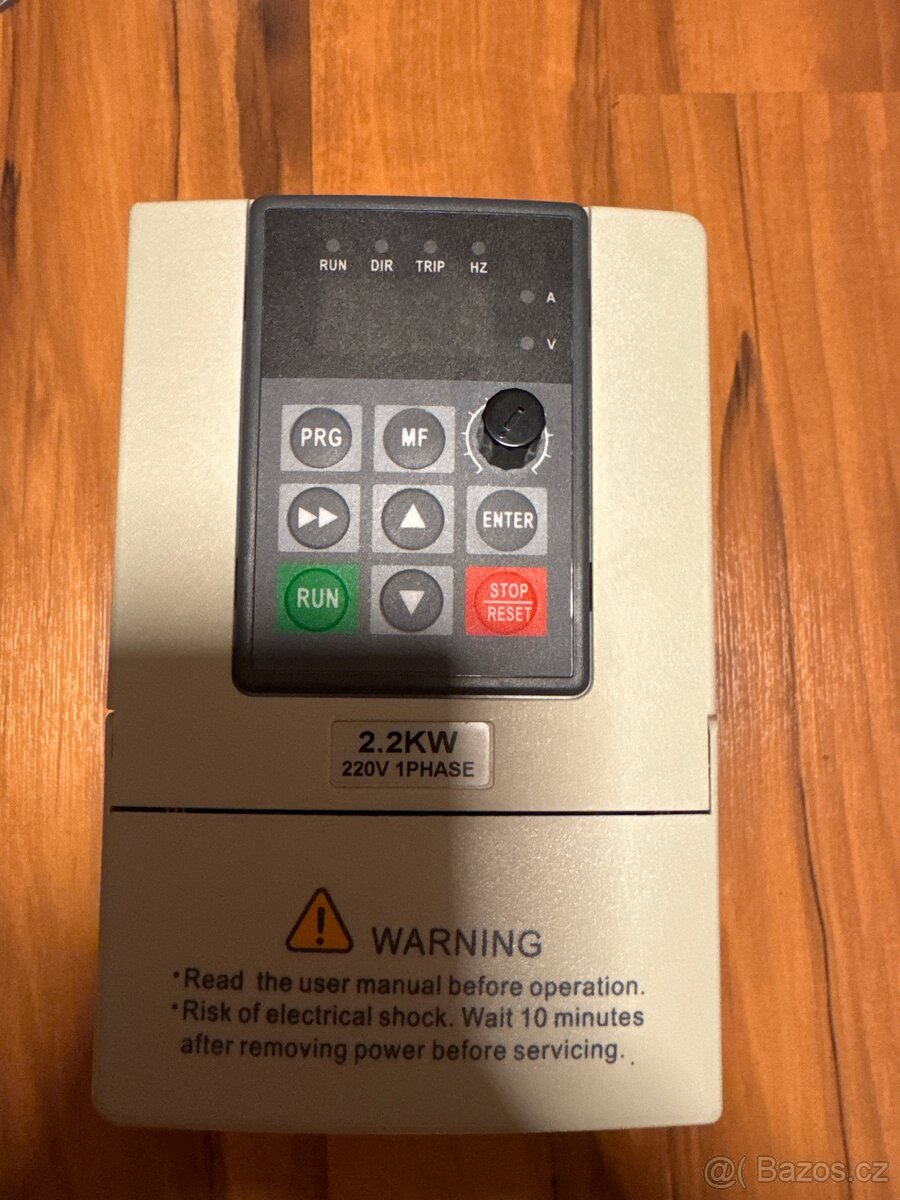 RUN DIR TRIP HZ
A
V
PRG MF
ENTER
RUN STOP
RESET
2.2KW
220V 1PHASE
WARNING
•Read the user manual before operation.
•Risk of electrical shock. Wait 10 minutes
after removing power before servicing.
@( Bazos.cz